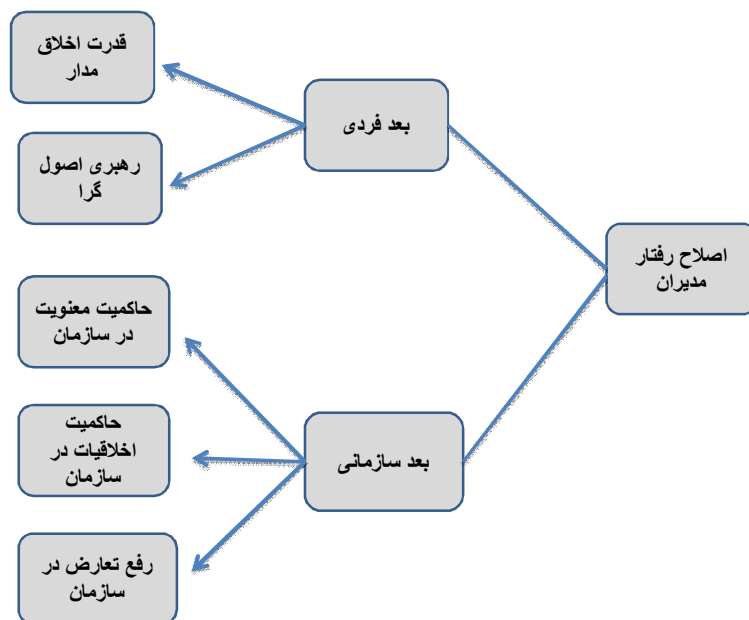 اصلاح رفتار
مدیران
بعد فردی
قدرت اخلاق
مدار
رهبری اصول
گرا
بعد سازمانی
حاکمیت معنویت
در سازمان
حاکمیت
اخلاقیات در
سازمان
رفع تعارض در
سازمان